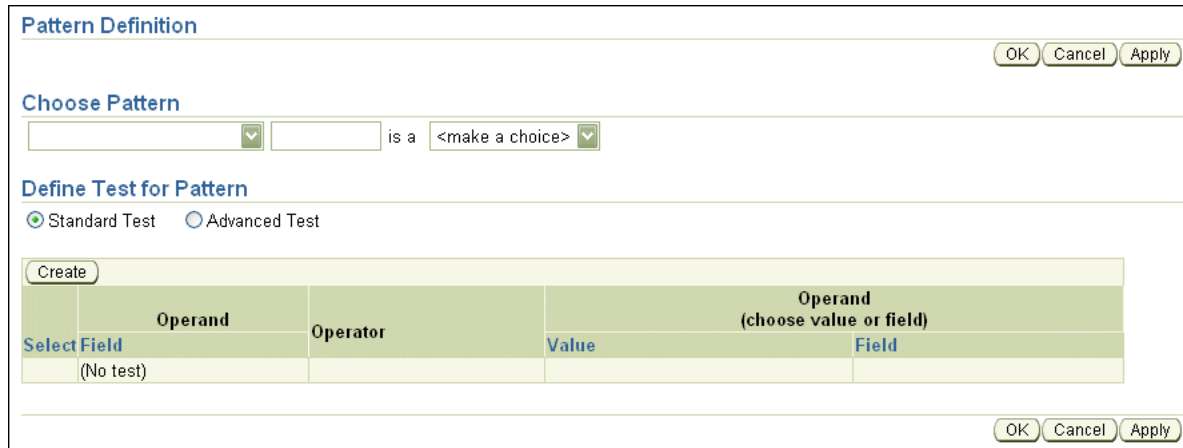 Pattern Definition
OK Cancel Apply
Choose Pattern
is a <make a choice>
Define Test for Pattern
Standard Test Advanced Test
Create
Operand Operator Operand
(choose value or field)
Select Field Value Field
(No test)
OK Cancel Apply